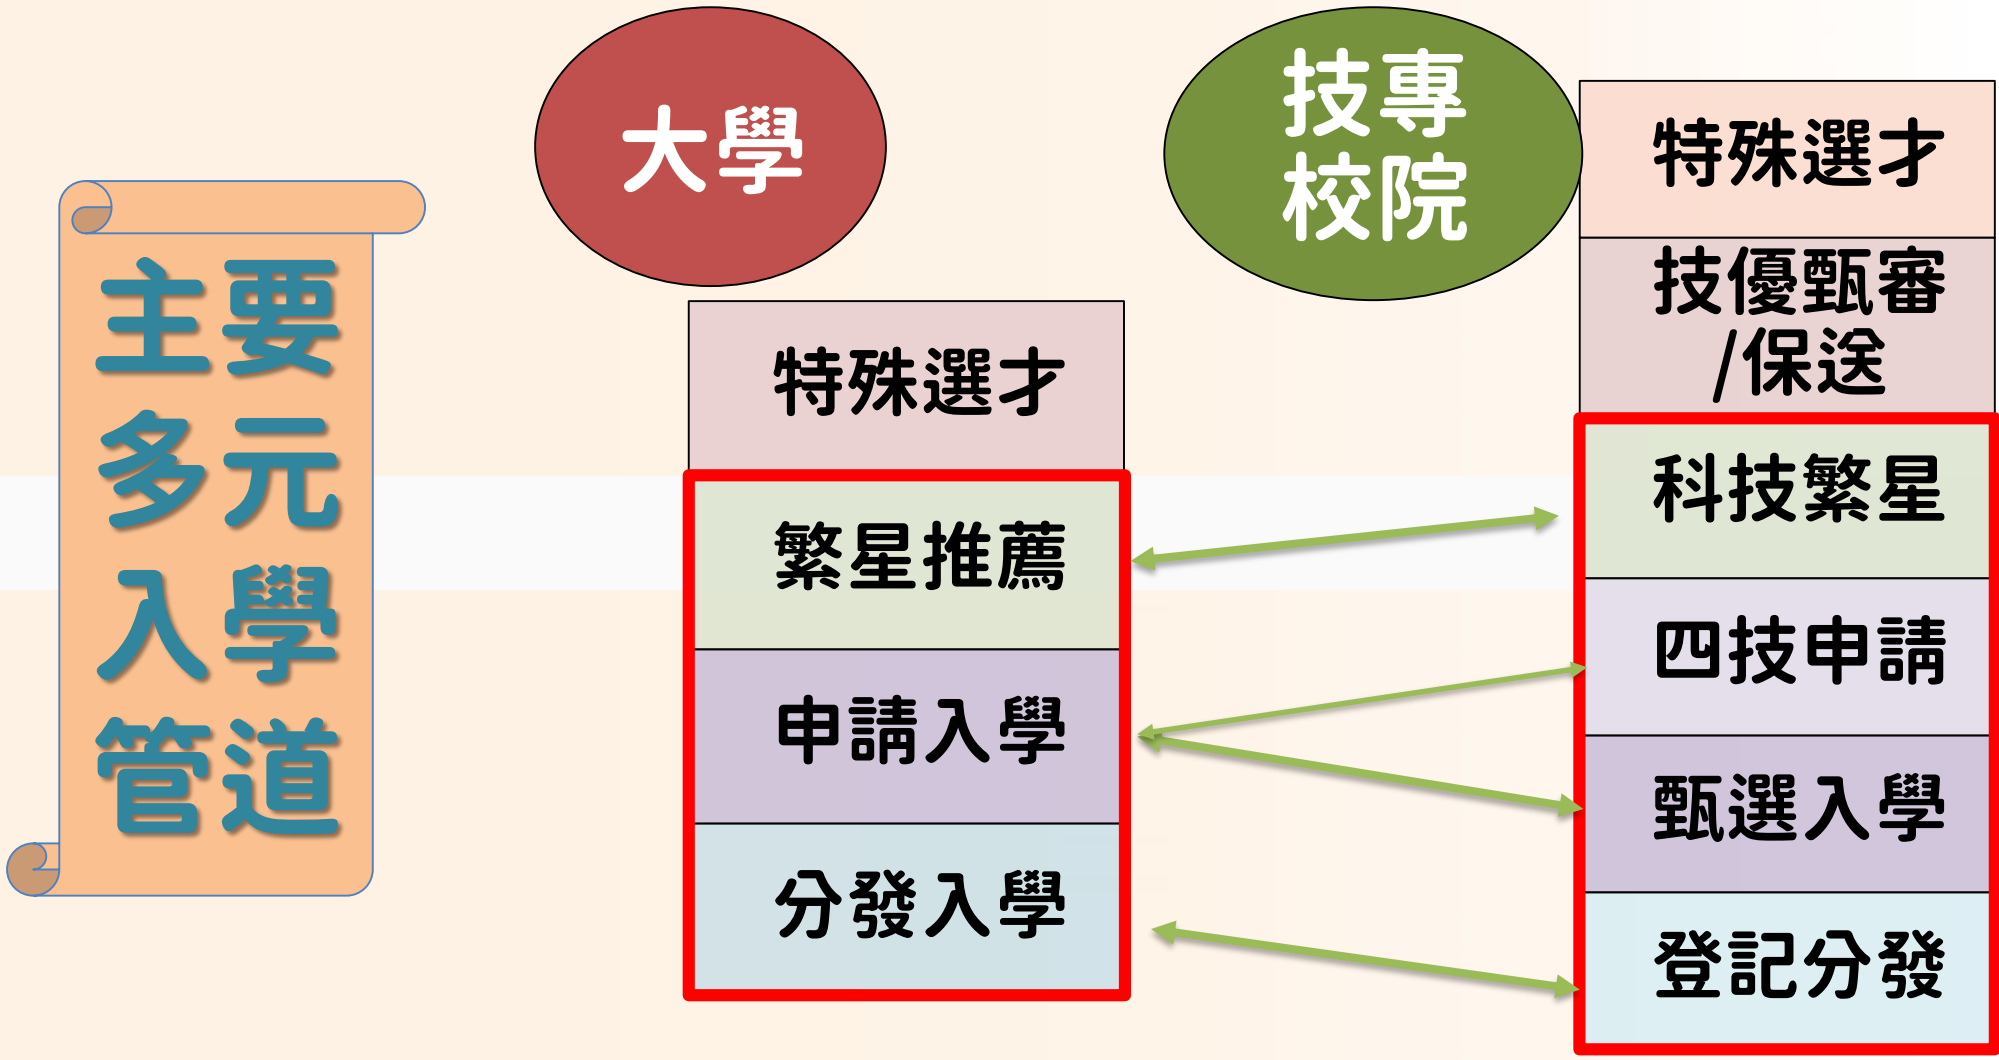 主要
多元
入學
管道
大學
特殊選才
繁星推薦
申請入學
分發入學
技專
校院
特殊選才
技優甄審
/保送
科技繁星
四技申請
甄選入學
登記分發